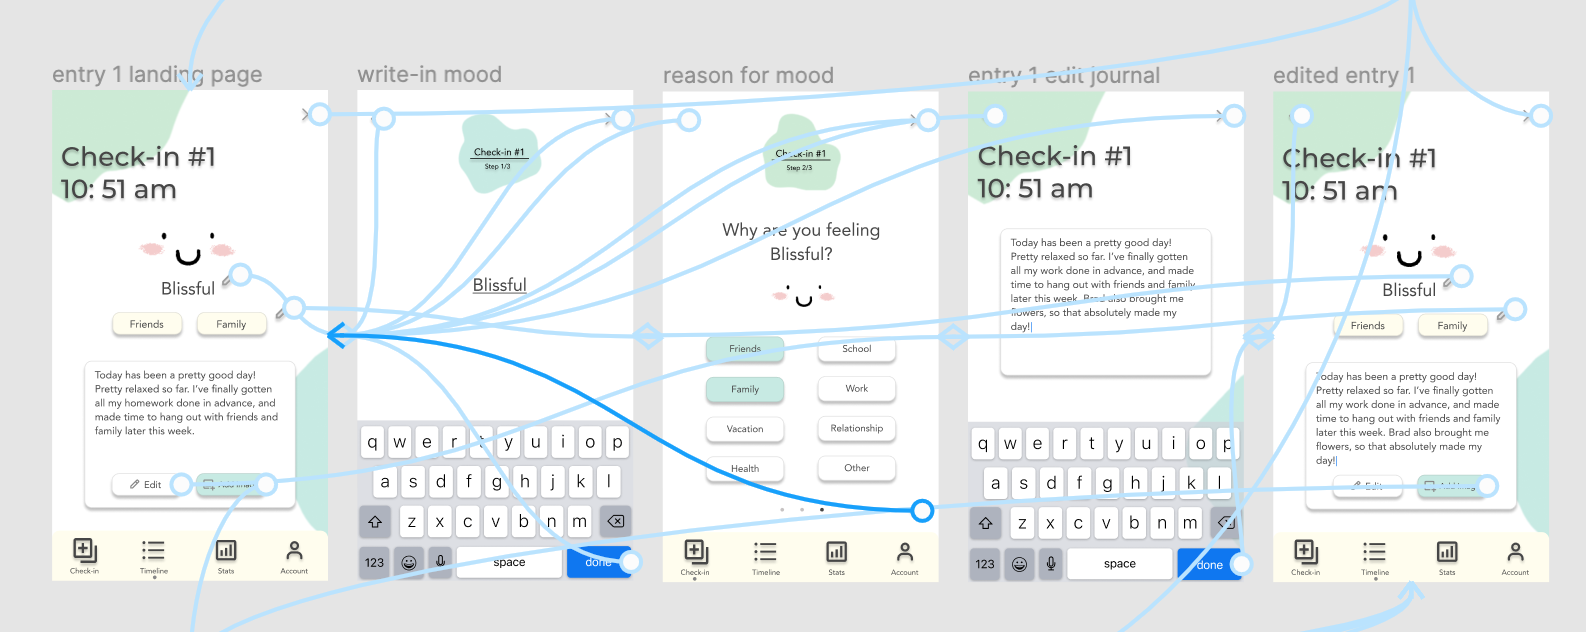 entry 1 landing page
Check-in #1
10: 51 am
Blissful
Friends
Family
Today has been a pretty good day!
Pretty relaxed so far. I've finally gotten
all my homework done in advance, and
made time to hang out with friends and
family later this week.
Edit
Add image
Check-in
Timeline
Stats
Account
write-in mood
Check-in #1
Step 1/3
Blissful
q w e r t y u i o p
a s d f g h j k l
z x c v b n m
123
space
done
reason for mood
Check-in #1
Step 2/3
Why are you feeling
Blissful?
Friends
School
Family
Work
Vacation
Relationship
Health
Other
Check-in
Timeline
Stats
Account
entry 1 edit journal
Check-in #1
10: 51 am
Today has been a pretty good day!
Pretty relaxed so far. I've finally gotten
all my work done in advance, and made
time to hang out with friends and family
later this week. Brad also brought me
flowers, so that absolutely made my
day!
q w e r t y u i o p
a s d f g h j k l
z x c v b n m
123
space
done
edited entry 1
Check-in #1
10: 51 am
Blissful
Friends
Family
Today has been a pretty good day!
Pretty relaxed so far. I've finally gotten
all my work done in advance, and made
time to hang out with friends and family
later this week. Brad also brought me
flowers, so that absolutely made my
day!
Edit
Add image
Check-in
Timeline
Stats
Account